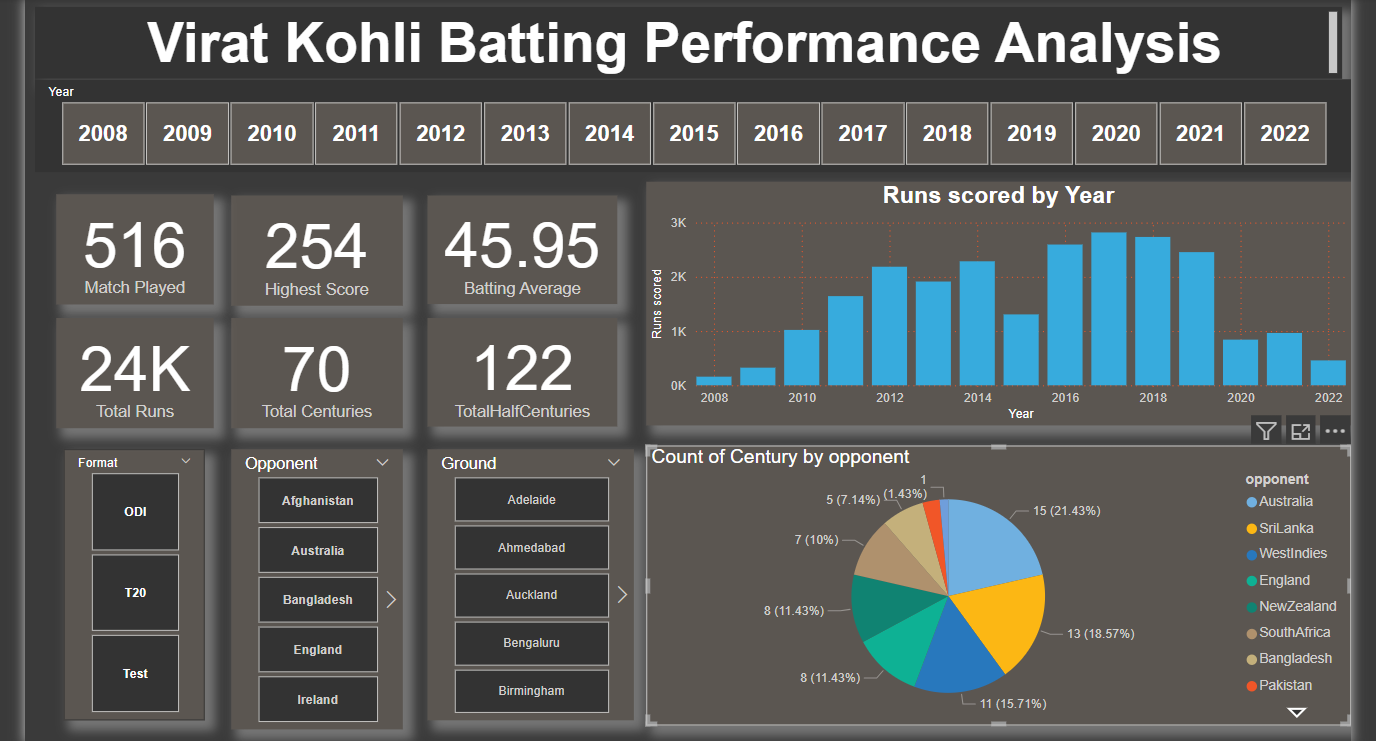 Virat Kohli Batting Performance Analysis
Year
2008 2009 2010 2011 2012 2013 2014 2015 2016 2017 2018 2019 2020 2021 2022
516
Match Played
254
Highest Score
45.95
Batting Average
24K
Total Runs
70
Total Centuries
122
TotalHalfCenturies
Runs scored by Year
Runs scored
3K
2K
1K
0K
2008 2010 2012 2014 2016 2018 2020 2022
Year
Format
ODI
T20
Test
Opponent
Afghanistan
Australia
Bangladesh
England
Ireland
Ground
Adelaide
Ahmedabad
Auckland
Bengaluru
Birmingham
Count of Century by opponent
1
(1.43%)
5 (7.14%)
15 (21.43%)
7 (10%)
8 (11.43%)
13 (18.57%)
8 (11.43%)
11 (15.71%)
opponent
Australia
SriLanka
WestIndies
England
NewZealand
SouthAfrica
Bangladesh
Pakistan